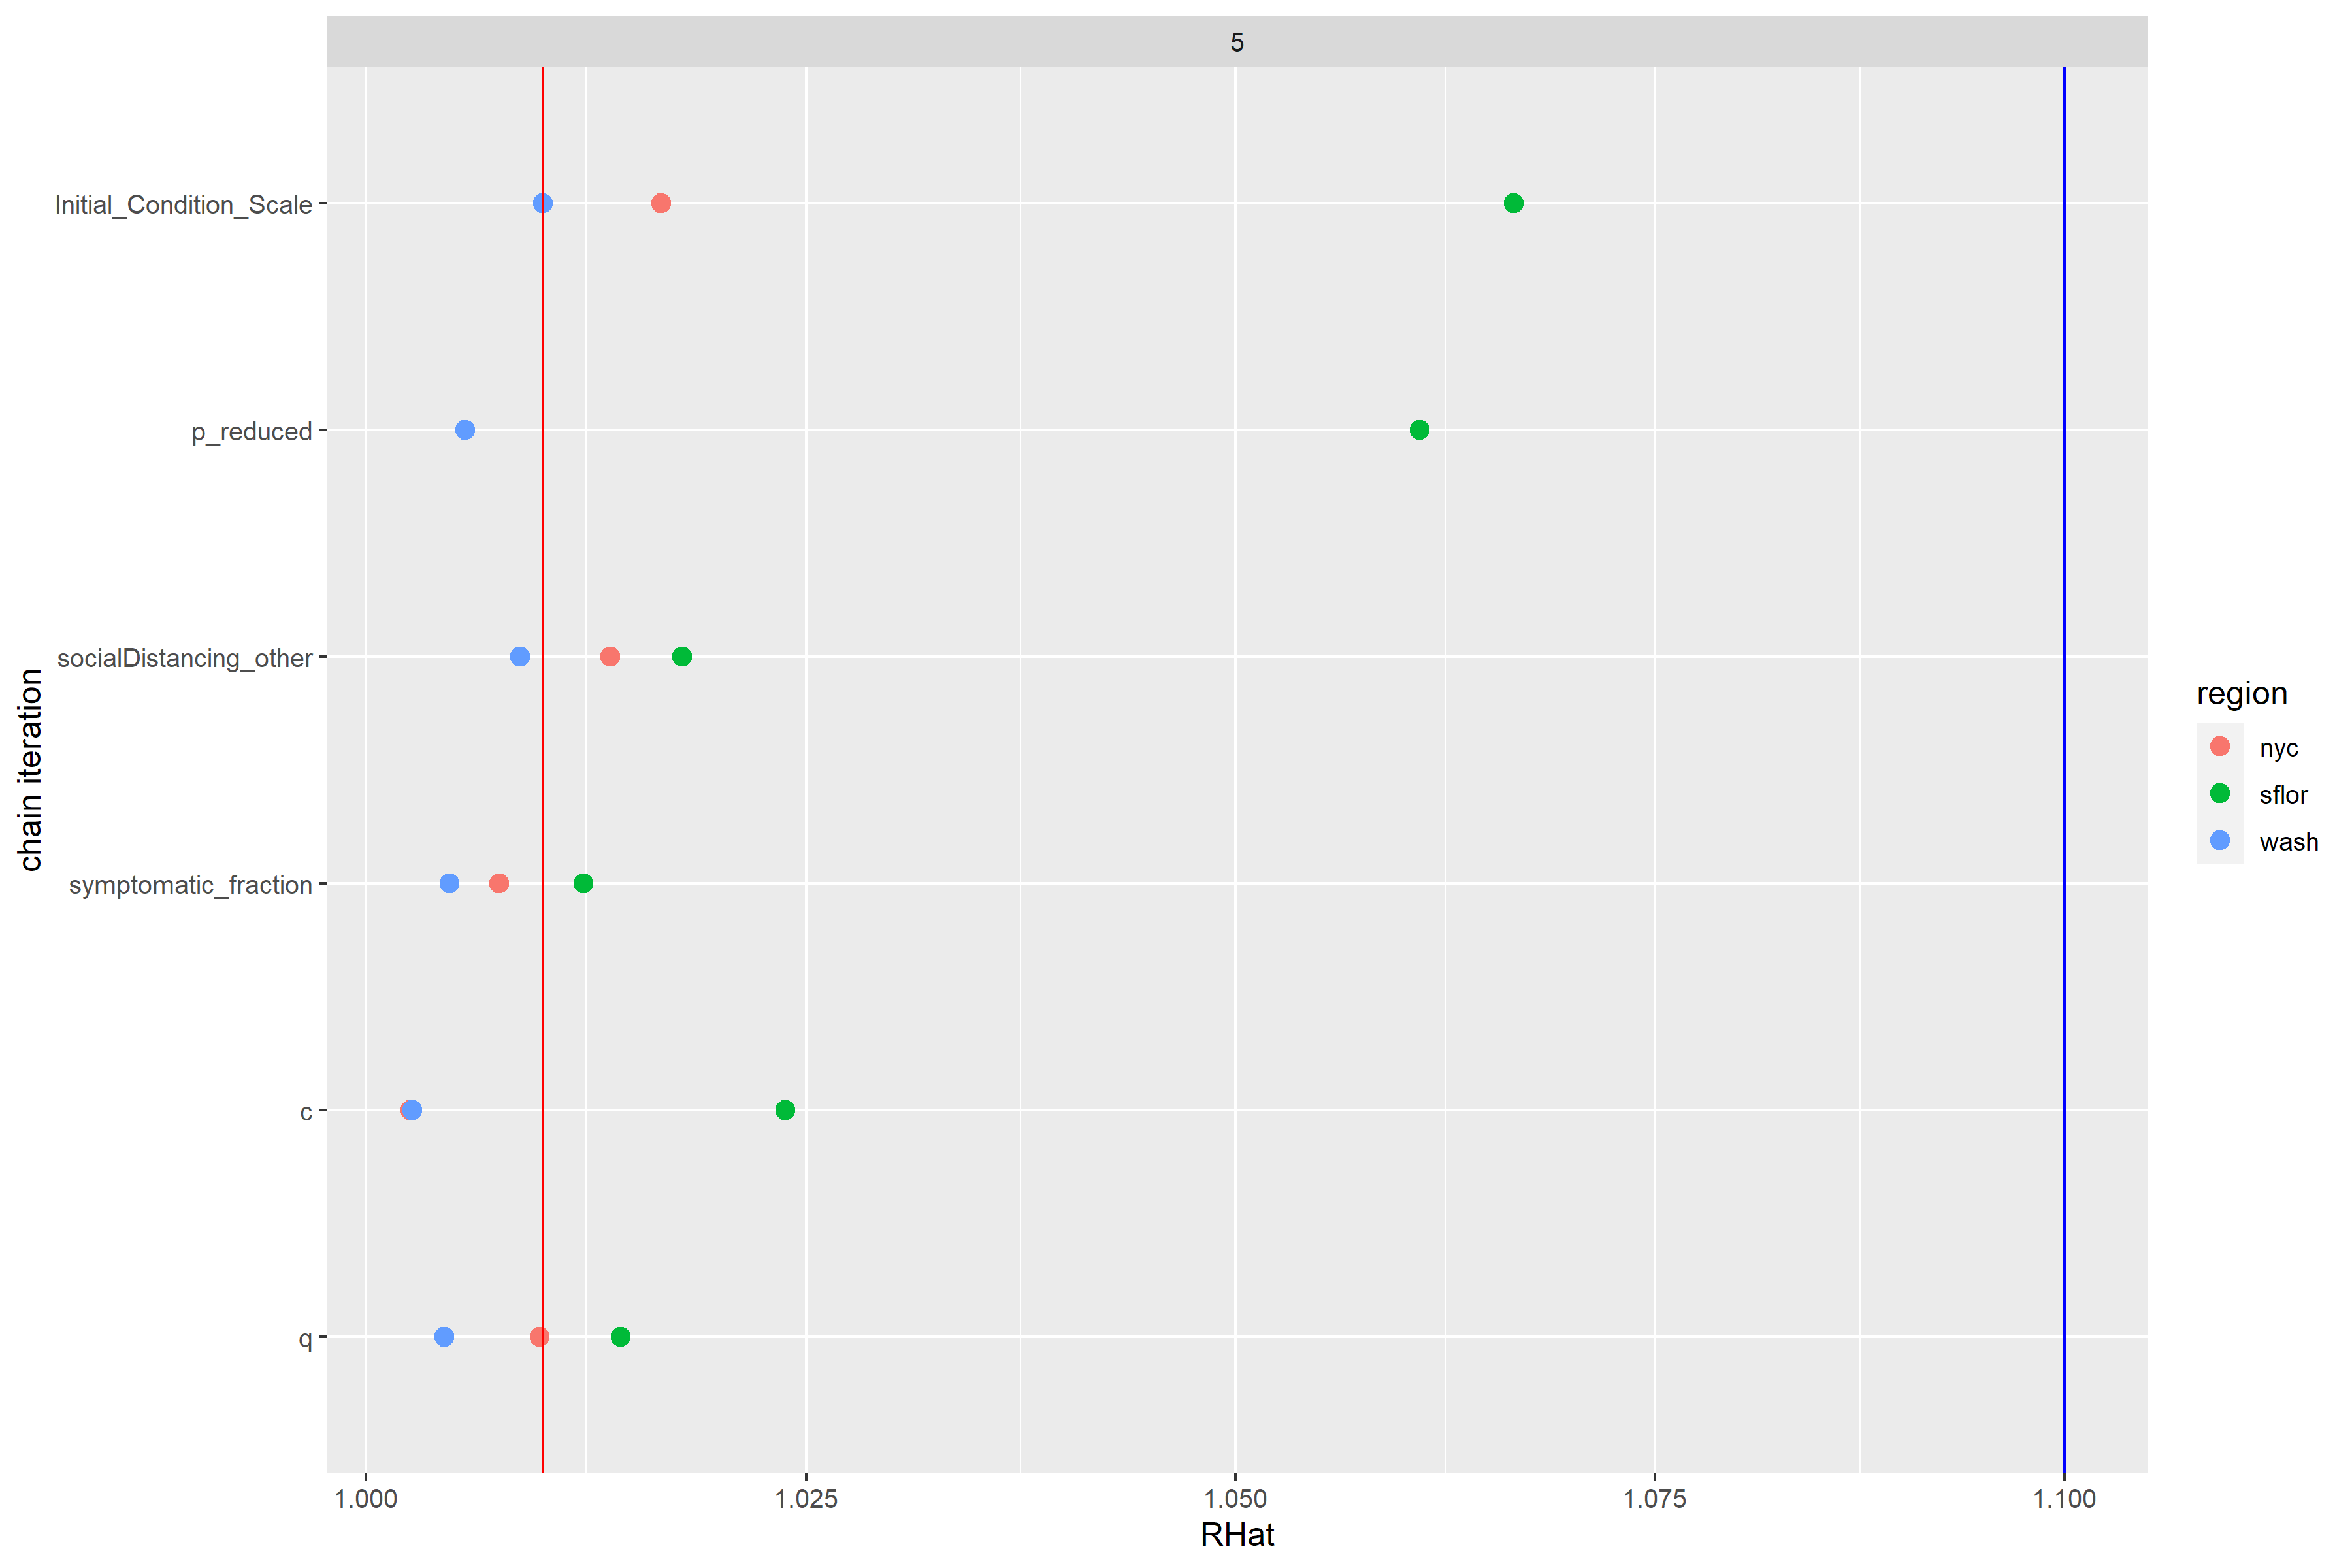 5
Initial_Condition_Scale
p_reduced
socialDistancing_other
symptomatic_fraction
c
q
chain iteration
1.000 1.025 1.050 1.075 1.100
RHat
region
nyc
sflor
wash